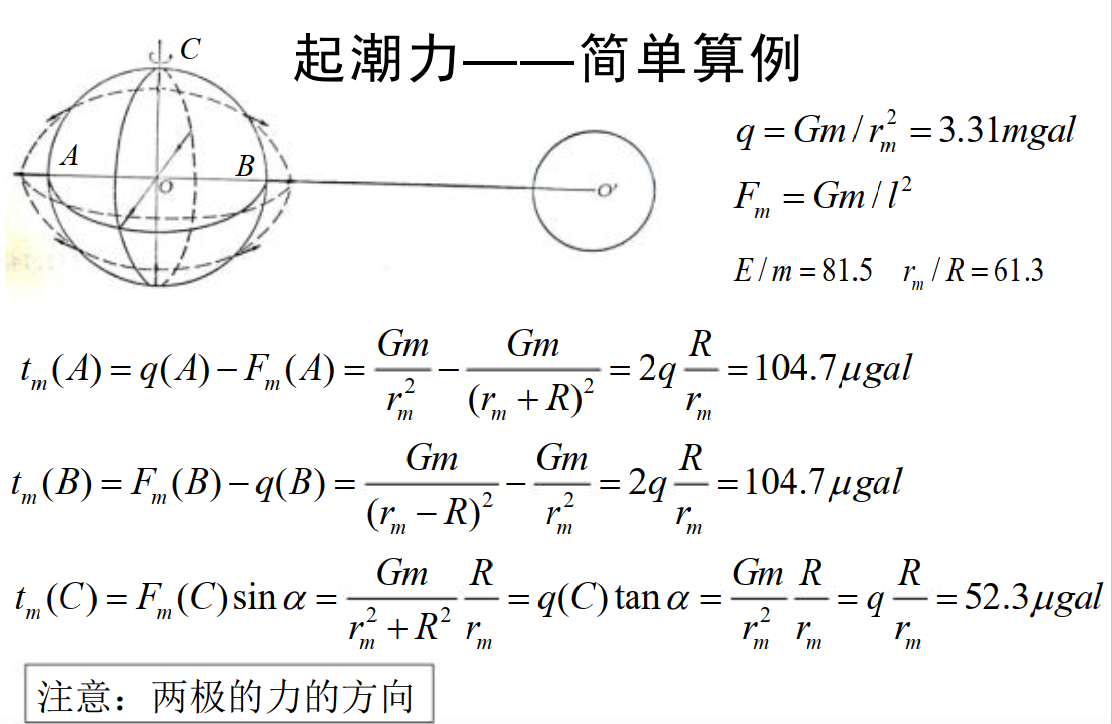 起潮力——简单算例
C
A
B
O
O'
q = Gm / r_m^2 = 3.31mgal
F_m = Gm / l^2
E / m = 81.5 r_m / R = 61.3
t_m(A) = q(A) − F_m(A) = Gm / r_m^2 − Gm / (r_m + R)^2 = 2q R / r_m = 104.7μgal
t_m(B) = F_m(B) − q(B) = Gm / (r_m − R)^2 − Gm / r_m^2 = 2q R / r_m = 104.7μgal
t_m(C) = F_m(C) sin α = Gm / (r_m^2 + R^2) R / r_m = q(C) tan α = Gm / r_m^2 R / r_m = q R / r_m = 52.3μgal
注意：两极的力的方向